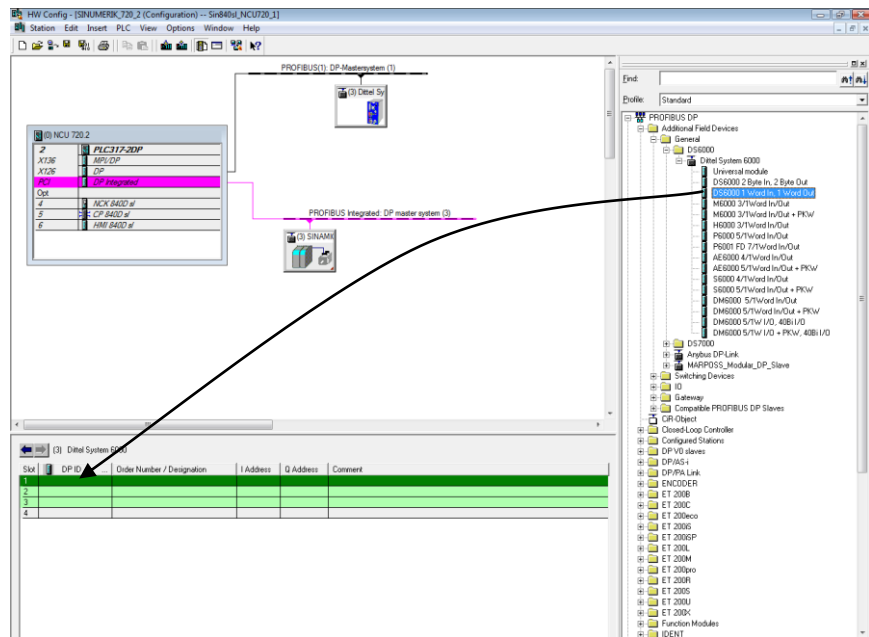 HW Config - [SINUMERIK_720_2 (Configuration) -- Sin840sl_NCU720_1]
Station Edit Insert PLC View Options Window Help
PROFIBUS(1): DP-Mastersystem (1)
(3) Dittel Sy
(0) NCU 720.2
2 PLC317-2DP
X136 MPI/DP
X126 DP
PCI DP Integrated
Opt
4 NCK 840D sl
5 CP 840D sl
6 HMI 840D sl
PROFIBUS Integrated: DP master system (3)
(3) SINAMI
(3) Dittel System 6000
Slot DP ID ... Order Number / Designation I Address Q Address Comment
1
2
3
4
Find:
Profile: Standard
PROFIBUS DP
Additional Field Devices
General
DS6000
Dittel System 6000
Universal module
DS6000 2 Byte In, 2 Byte Out
DS6000 1 Word In, 1 Word Out
M6000 3/1Word In/Out
M6000 3/1Word In/Out + PKW
H6000 3/1Word In/Out
P6000 5/1Word In/Out
P6001 FD 7/1Word In/Out
AE6000 4/1Word In/Out
AE6000 5/1Word In/Out + PKW
S6000 4/1Word In/Out
S6000 5/1Word In/Out + PKW
DM6000 5/1Word In/Out
DM6000 5/1Word In/Out + PKW
DM6000 5/1W I/O, 40Bi I/O
DM6000 5/1W I/O + PKW, 40Bi I/O
DS7000
Anybus DP-Link
MARPOSS_Modular_DP_Slave
Switching Devices
IO
Gateway
Compatible PROFIBUS DP Slaves
CiR-Object
Closed-Loop Controller
Configured Stations
DP V0 slaves
DP/AS-i
DP/PA Link
ENCODER
ET 200B
ET 200C
ET 200eco
ET 200iS
ET 200iSP
ET 200L
ET 200M
ET 200pro
ET 200R
ET 200S
ET 200U
ET 200X
Function Modules
IDENT